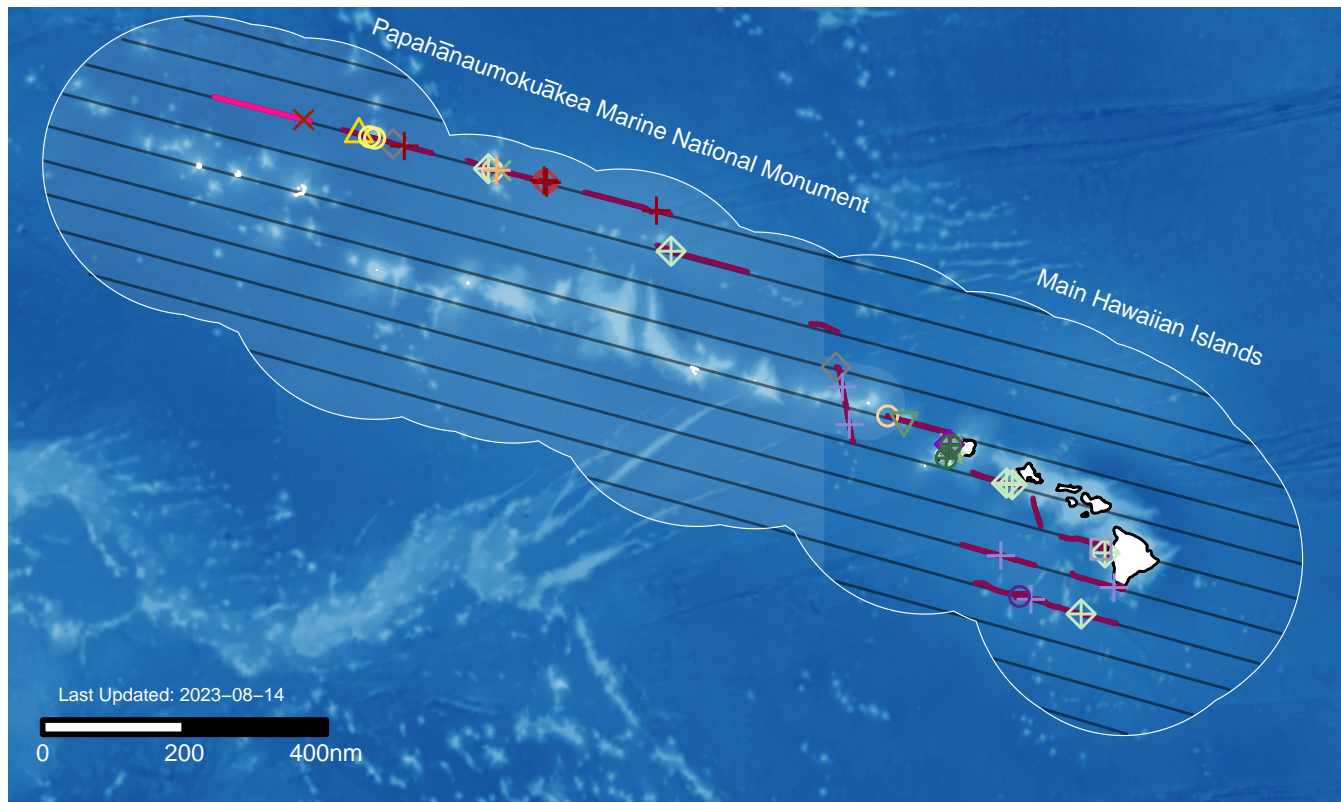 Papahānaumokuākea Marine National Monument
Main Hawaiian Islands
Last Updated: 2023−08−14
0 200 400nm